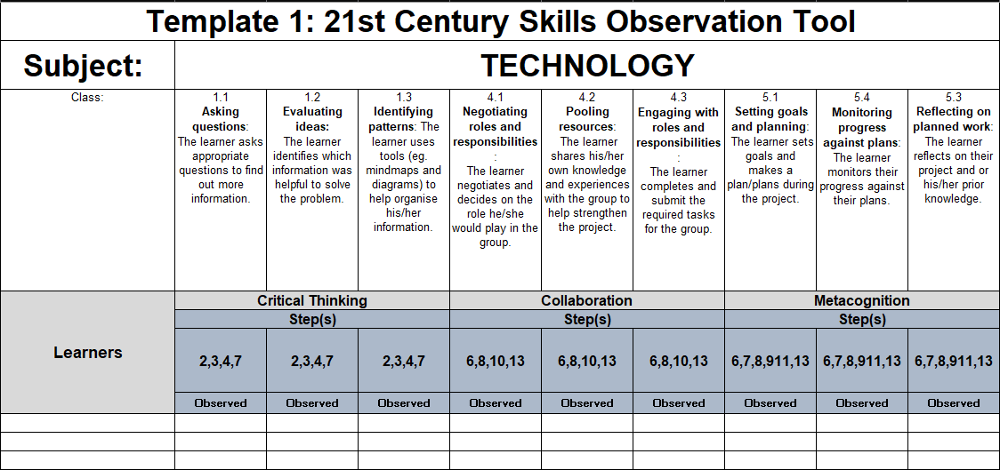 Template 1: 21st Century Skills Observation Tool
Subject:
TECHNOLOGY
Class:
1.1
Asking
questions:
The learner asks
appropriate
questions to find
out more
information.
1.2
Evaluating
ideas:
The learner
identifies which
information was
helpful to solve
the problem.
1.3
Identifying
patterns: The
learner uses
tools (eg.
mindmaps and
diagrams) to
help organise
his/her
information.
4.1
Negotiating
roles and
responsibilities
:
The learner
negotiates and
decides on the
role he/she
would play in the
group.
4.2
Pooling
resources:
The learner
shares his/her
own knowledge
and experiences
with the group to
help strengthen
the project.
4.3
Engaging with
roles and
responsibilities
:
The learner
completes and
submit the
required tasks
for the group.
5.1
Setting goals
and planning:
The learner sets
goals and
makes a
plan/plans during
the project.
5.4
Monitoring
progress
against plans:
The learner
monitors their
progress against
their plans.
5.3
Reflecting on
planned work:
The learner
reflects on their
project and or
his/her prior
knowledge.
Learners
Critical Thinking
Collaboration
Metacognition
Step(s)
Step(s)
Step(s)
2,3,4,7
2,3,4,7
2,3,4,7
6,8,10,13
6,8,10,13
6,8,10,13
6,7,8,911,13
6,7,8,911,13
6,7,8,911,13
Observed
Observed
Observed
Observed
Observed
Observed
Observed
Observed
Observed